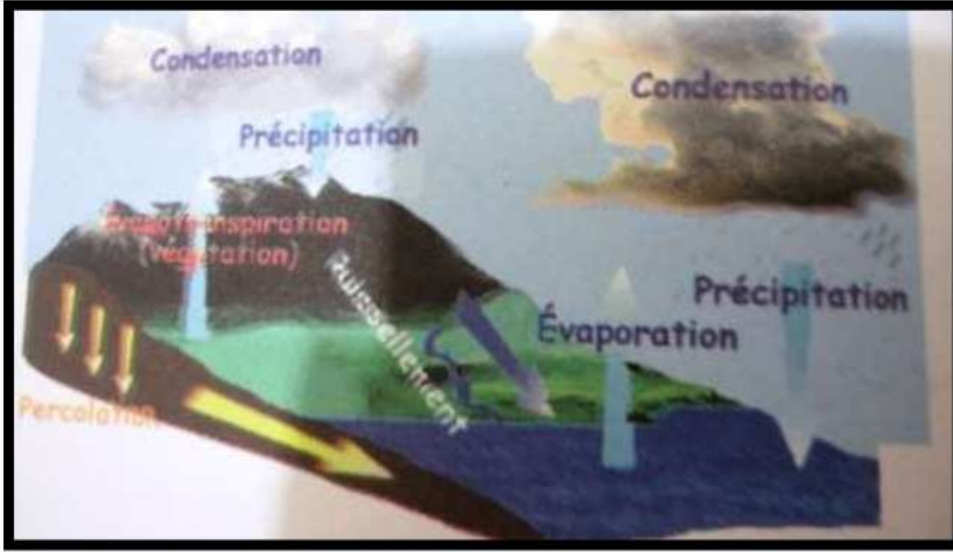 Condensation
Condensation
Précipitation
(Végétation)
Ruissellement
Précipitation
Évaporation
Percolation